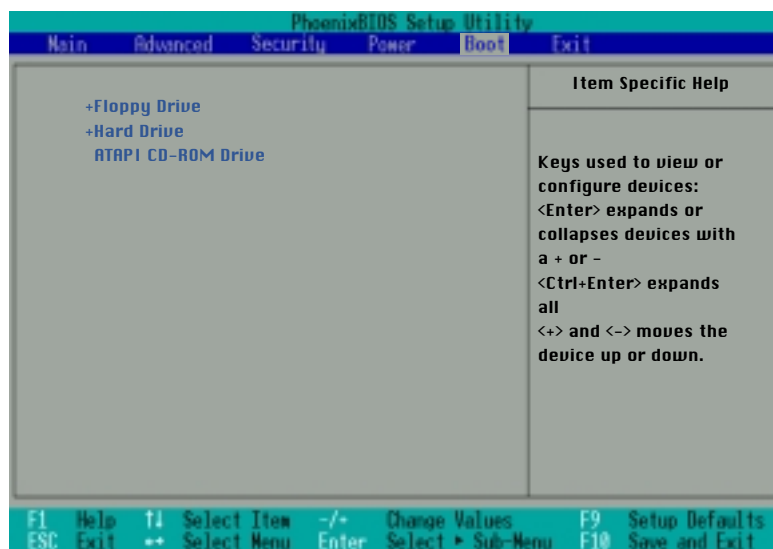 PhoenixBIOS Setup Utility
Main Advanced Security Power Boot Exit
+Floppy Drive
+Hard Drive
ATAPI CD-ROM Drive
Item Specific Help
Keys used to view or
configure devices:
<Enter> expands or
collapses devices with
a + or -
<Ctrl+Enter> expands
all
<+> and <-> moves the
device up or down.
F1 Help ↑↓ Select Item -/+ Change Values F9 Setup Defaults
ESC Exit ↔ Select Menu Enter Select ► Sub-Menu F10 Save and Exit